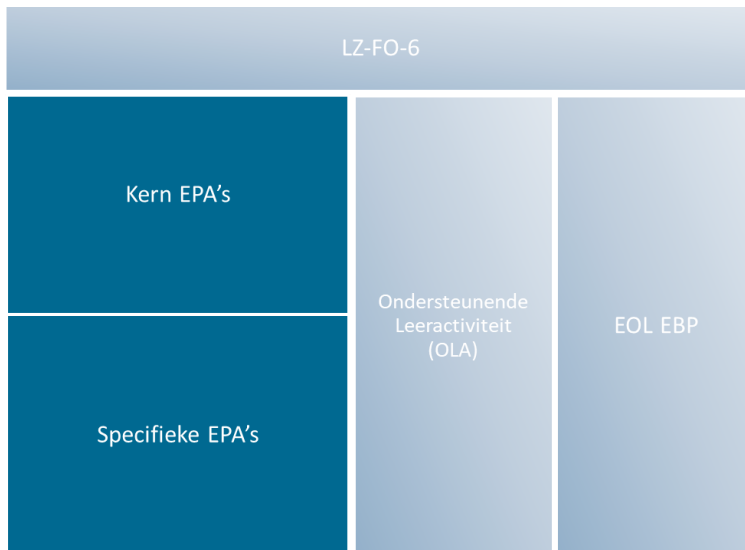 LZ-FO-6
Kern EPA’s
Specifieke EPA’s
Ondersteunende
Leeractiviteit
(OLA)
EOL EBP